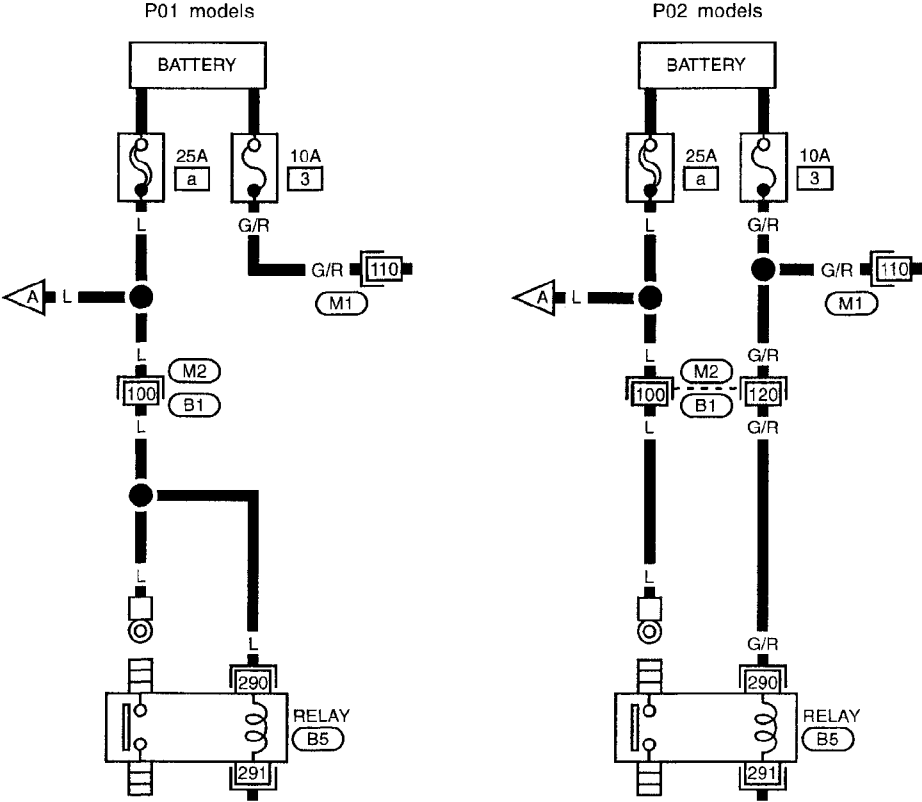 P01 models
BATTERY
25A
a
10A
3
L
G/R
G/R
110
M1
A
L
L
100
M2
B1
L
L
L
290
RELAY
B5
291
P02 models
BATTERY
25A
a
10A
3
L
G/R
G/R
110
M1
A
L
L
G/R
100
M2
B1
120
L
G/R
L
G/R
290
RELAY
B5
291